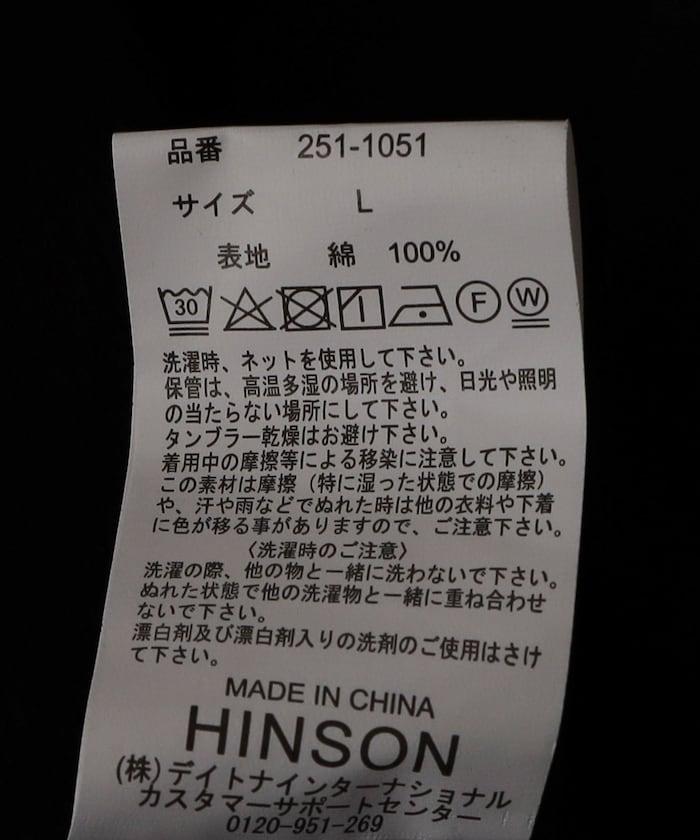 品番 251-1051
サイズ L
表地 綿 100%
30 F W
洗濯時、ネットを使用して下さい。
保管は、高温多湿の場所を避け、日光や照明
の当たらない場所にして下さい。
タンブラー乾燥はお避け下さい。
着用中の摩擦等による移染に注意して下さい。
この素材は摩擦（特に湿った状態での摩擦）
や、汗や雨などでぬれた時は他の衣料や下着
に色が移る事がありますので、ご注意下さい。
〈洗濯時のご注意〉
洗濯の際、他の物と一緒に洗わないで下さい。
ぬれた状態で他の洗濯物と一緒に重ね合わせ
ないで下さい。
漂白剤及び漂白剤入りの洗剤のご使用はさけ
て下さい。
MADE IN CHINA
HINSON
(株)デイトナインターナショナル
カスタマーサポートセンター
0120-951-269